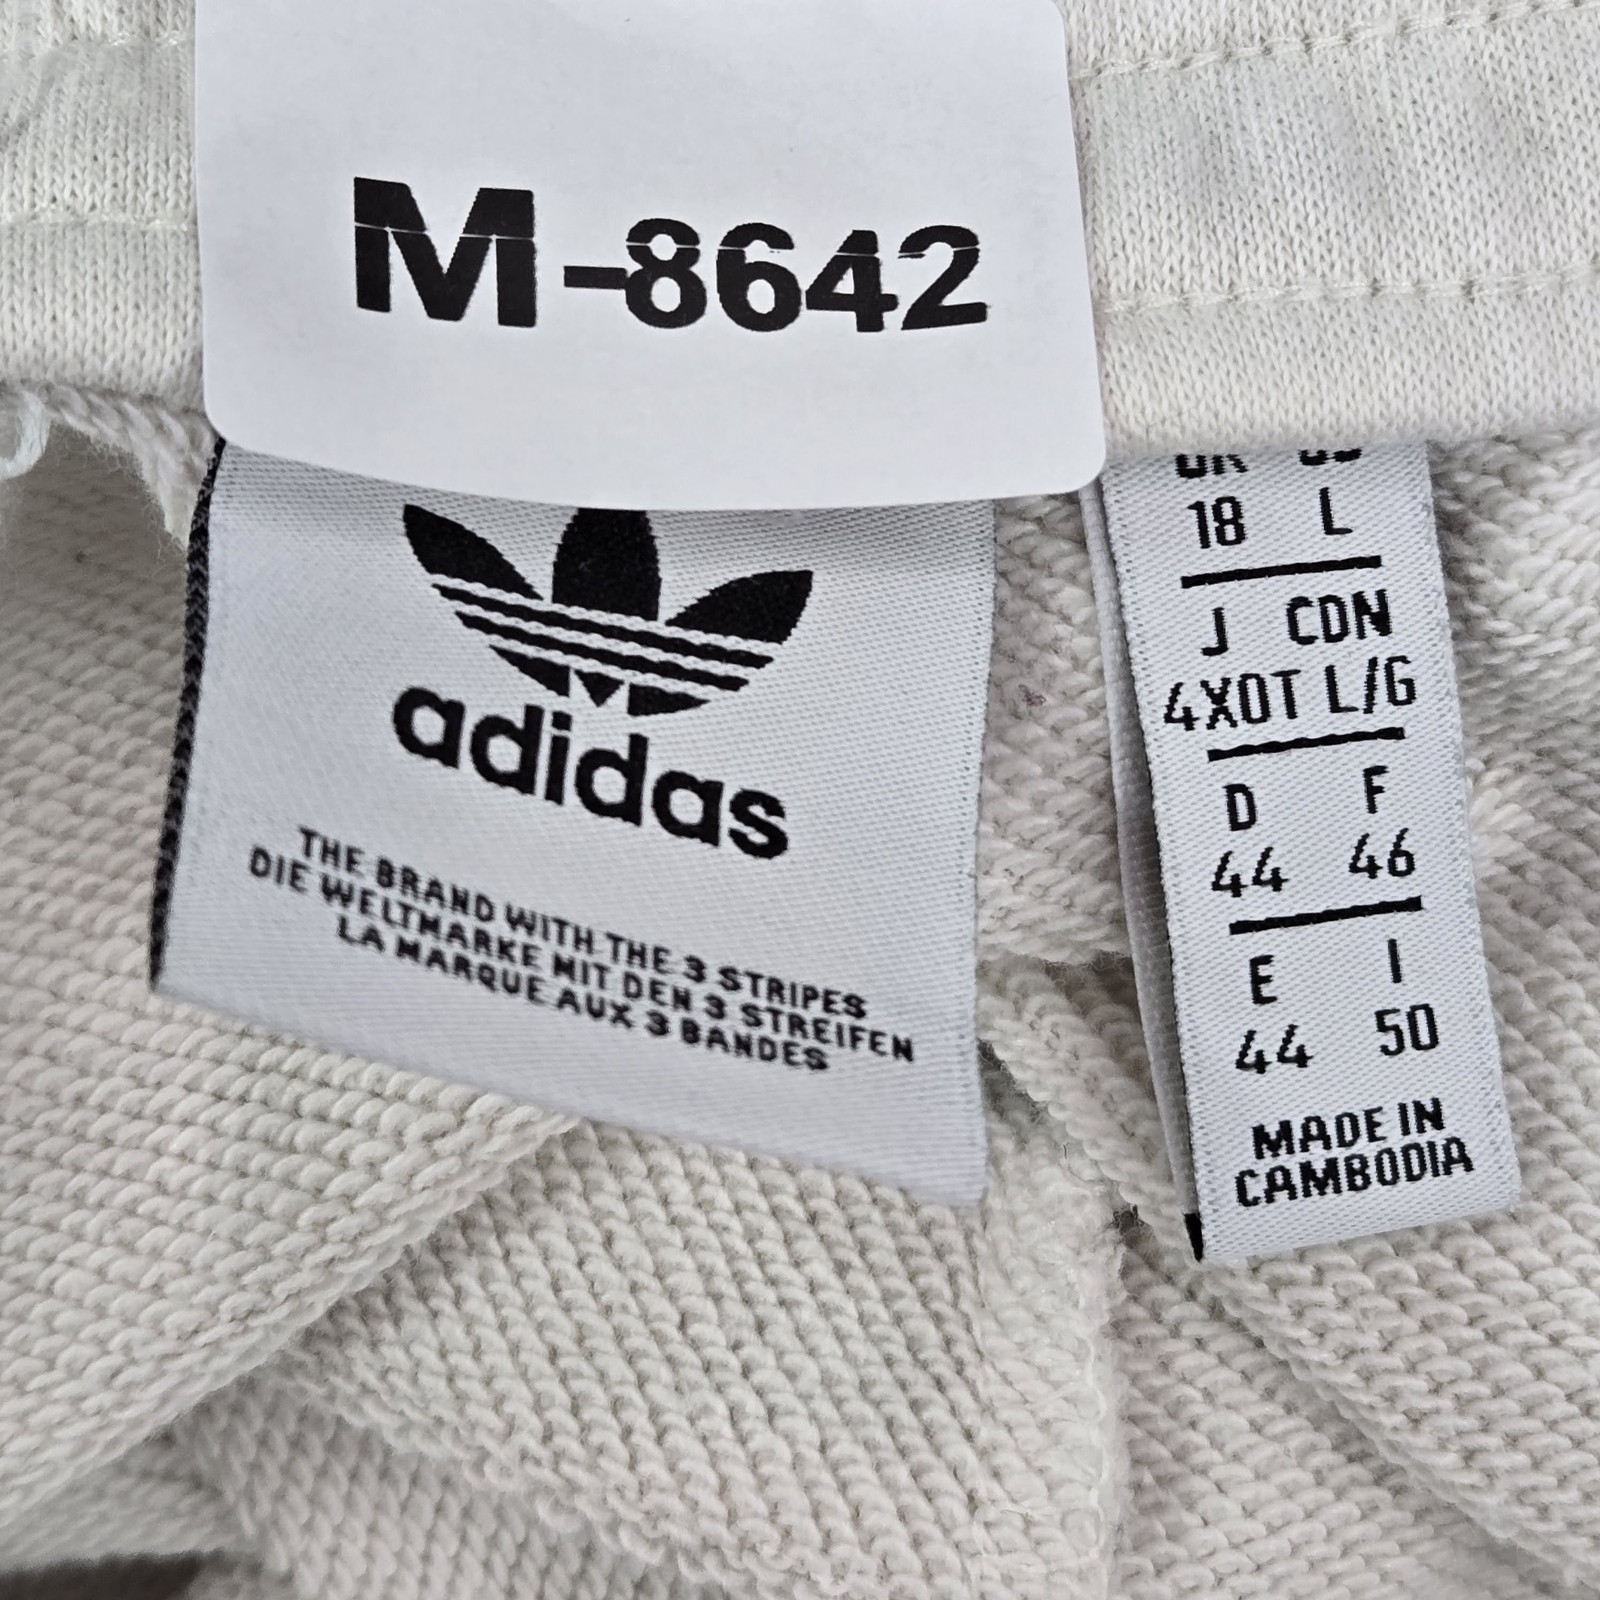 M-8642
adidas
THE BRAND WITH THE 3 STRIPES
DIE WELTMARKE MIT DEN 3 STREIFEN
LA MARQUE AUX 3 BANDES
18 L
J CDN
4XOT L/G
D F
44 46
E I
44 50
MADE IN
CAMBODIA